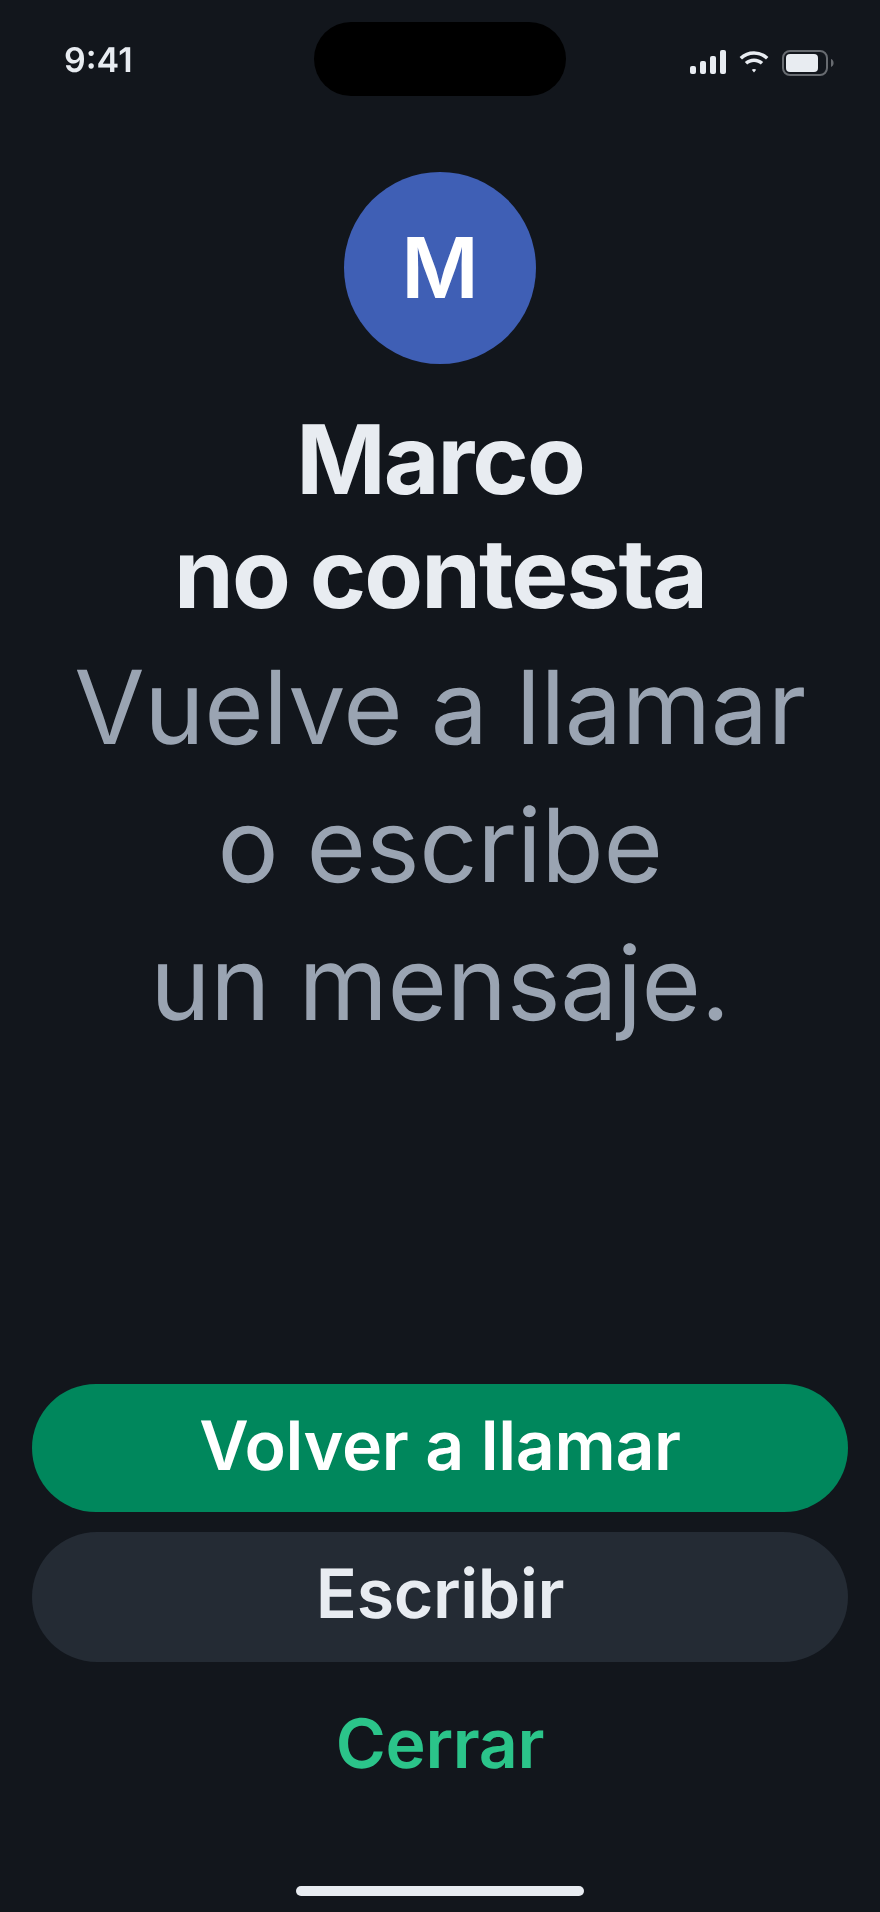 9:41
M
Marco
no contesta
Vuelve a llamar
o escribe
un mensaje.
Volver a llamar
Escribir
Cerrar